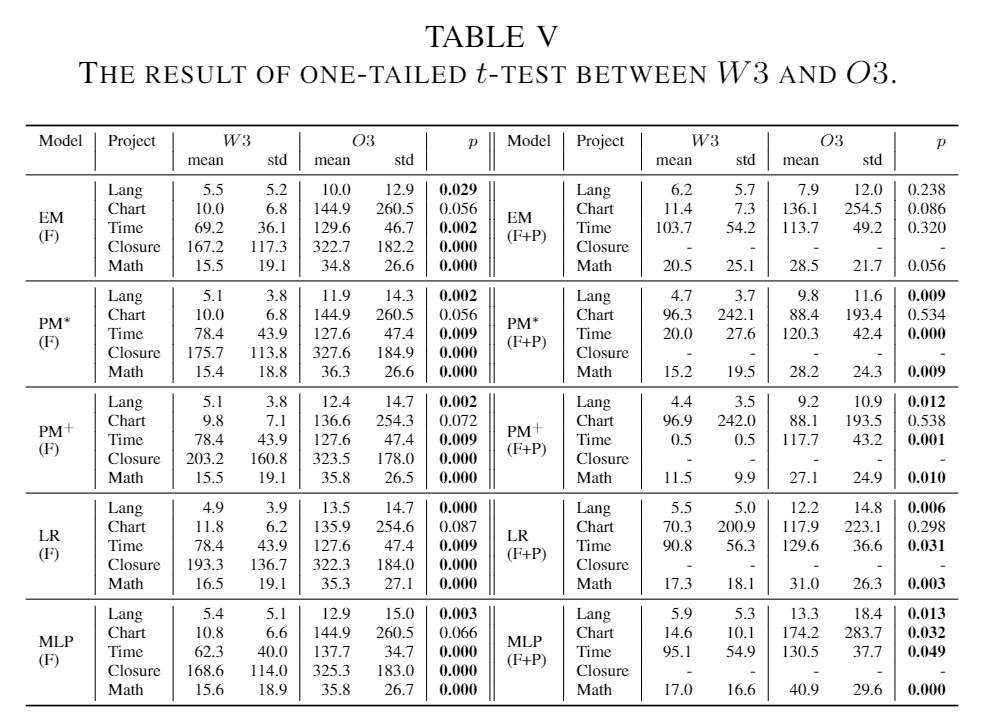 TABLE V
THE RESULT OF ONE-TAILED t-TEST BETWEEN W3 AND O3.
Model Project W3 O3 p Model Project W3 O3 p
mean std mean std mean std mean std
EM (F) Lang 5.5 5.2 10.0 12.9 0.029 EM (F+P) Lang 6.2 5.7 7.9 12.0 0.238
Chart 10.0 6.8 144.9 260.5 0.056 Chart 11.4 7.3 136.1 254.5 0.086
Time 69.2 36.1 129.6 46.7 0.002 Time 103.7 54.2 113.7 49.2 0.320
Closure 167.2 117.3 322.7 182.2 0.000 Closure - - - - -
Math 15.5 19.1 34.8 26.6 0.000 Math 20.5 25.1 28.5 21.7 0.056
PM* (F) Lang 5.1 3.8 11.9 14.3 0.002 PM* (F+P) Lang 4.7 3.7 9.8 11.6 0.009
Chart 10.0 6.8 144.9 260.5 0.056 Chart 96.3 242.1 88.4 193.4 0.534
Time 78.4 43.9 127.6 47.4 0.009 Time 20.0 27.6 120.3 42.4 0.000
Closure 175.7 113.8 327.6 184.9 0.000 Closure - - - - -
Math 15.4 18.8 36.3 26.6 0.000 Math 15.2 19.5 28.2 24.3 0.009
PM+ (F) Lang 5.1 3.8 12.4 14.7 0.002 PM+ (F+P) Lang 4.4 3.5 9.2 10.9 0.012
Chart 9.8 7.1 136.6 254.3 0.072 Chart 96.9 242.0 88.1 193.5 0.538
Time 78.4 43.9 127.6 47.4 0.009 Time 0.5 0.5 117.7 43.2 0.001
Closure 203.2 160.8 323.5 178.0 0.000 Closure - - - - -
Math 15.5 19.1 35.8 26.5 0.000 Math 11.5 9.9 27.1 24.9 0.010
LR (F) Lang 4.9 3.9 13.5 14.7 0.000 LR (F+P) Lang 5.5 5.0 12.2 14.8 0.006
Chart 11.8 6.2 135.9 254.6 0.087 Chart 70.3 200.9 117.9 223.1 0.298
Time 78.4 43.9 127.6 47.4 0.009 Time 90.8 56.3 129.6 36.6 0.031
Closure 193.3 136.7 322.3 184.0 0.000 Closure - - - - -
Math 16.5 19.1 35.3 27.1 0.000 Math 17.3 18.1 31.0 26.3 0.003
MLP (F) Lang 5.4 5.1 12.9 15.0 0.003 MLP (F+P) Lang 5.9 5.3 13.3 18.4 0.013
Chart 10.8 6.6 144.9 260.5 0.066 Chart 14.6 10.1 174.2 283.7 0.032
Time 62.3 40.0 137.7 34.7 0.000 Time 95.1 54.9 130.5 37.7 0.049
Closure 168.6 114.0 325.3 183.0 0.000 Closure - - - - -
Math 15.6 18.9 35.8 26.7 0.000 Math 17.0 16.6 40.9 29.6 0.000